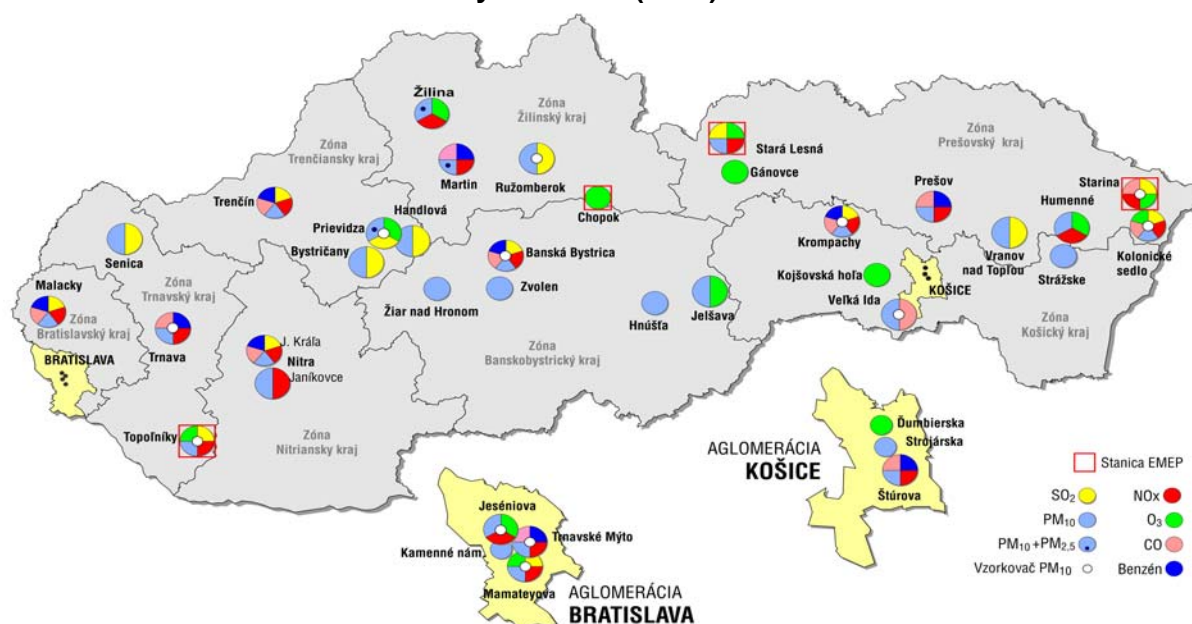 Žilina
Zóna
Žilinský kraj
Zóna
Trenčiansky kraj
Martin
Ružomberok
Stará Lesná
Gánovce
Zóna
Prešovský kraj
Trenčín
Handlová
Prievidza
Bystričany
Chopok
Prešov
Starina
Humenné
Krompachy
Senica
Banská Bystrica
Vranov
nad Topľou
Kolonické
sedlo
Strážske
Malacky
Zóna
Trnavský kraj
Zóna
Bratislavský kraj
Žiar nad Hronom
Zvolen
Kojšovská hoľa
KOŠICE
Hnúšťa
Jelšava
Veľká Ida
Trnava
J. Kráľa
Nitra
Janíkovce
Zóna
Banskobystrický kraj
Zóna
Košický kraj
BRATISLAVA
Topoľníky
Zóna
Nitriansky kraj
Ďumbierska
Strojárska
Štúrova
AGLOMERÁCIA
KOŠICE
Jeséniova
Trnavské Mýto
Kamenné nám.
Mamateyova
AGLOMERÁCIA
BRATISLAVA
Stanica EMEP
SO2 NOx
PM10 O3
PM10+PM2,5 CO
Vzorkovač PM10 Benzén